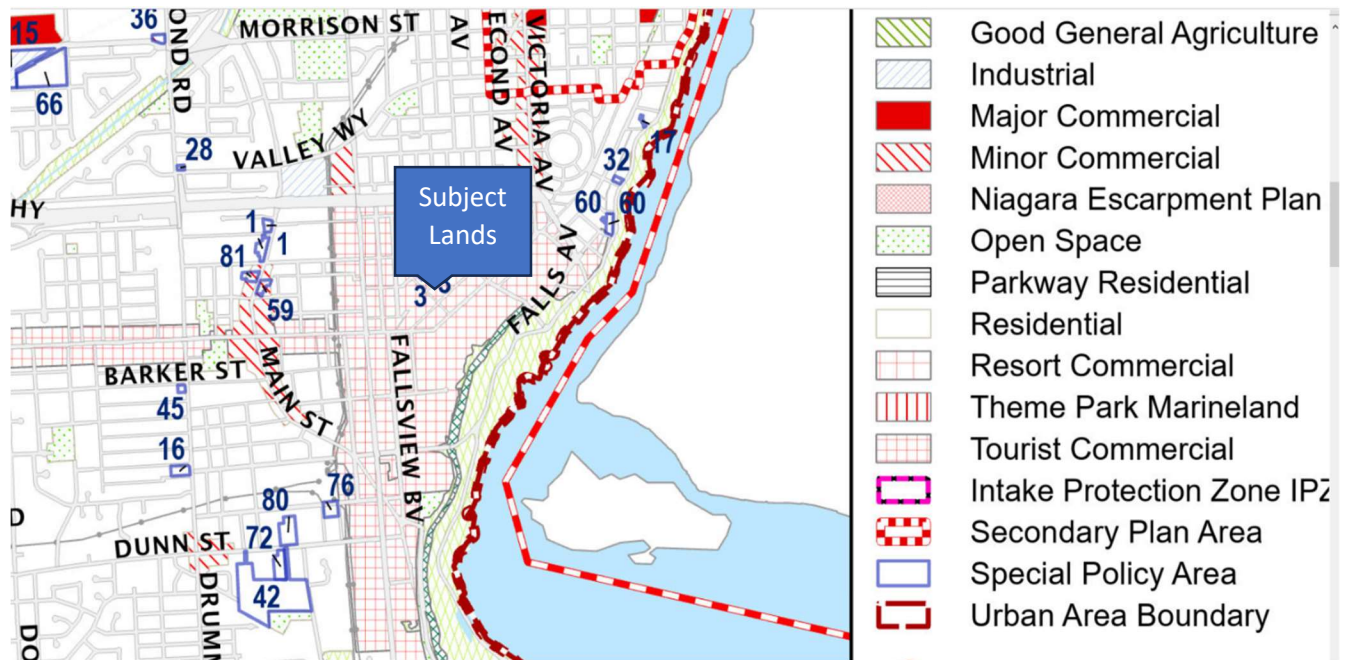 15
36
OND RD
MORRISON ST
AV
ECOND AV
VICTORIA AV
66
28
VALLEY WY
17
32
60
60
HY
Subject
Lands
1
1
81
59
3
FALLS AV
BARKER ST
45
MAIN ST
FALLSVIEW BV
16
76
80
D
DUNN ST
72
42
DRUMM
DO
Good General Agriculture
Industrial
Major Commercial
Minor Commercial
Niagara Escarpment Plan
Open Space
Parkway Residential
Residential
Resort Commercial
Theme Park Marineland
Tourist Commercial
Intake Protection Zone IPZ
Secondary Plan Area
Special Policy Area
Urban Area Boundary